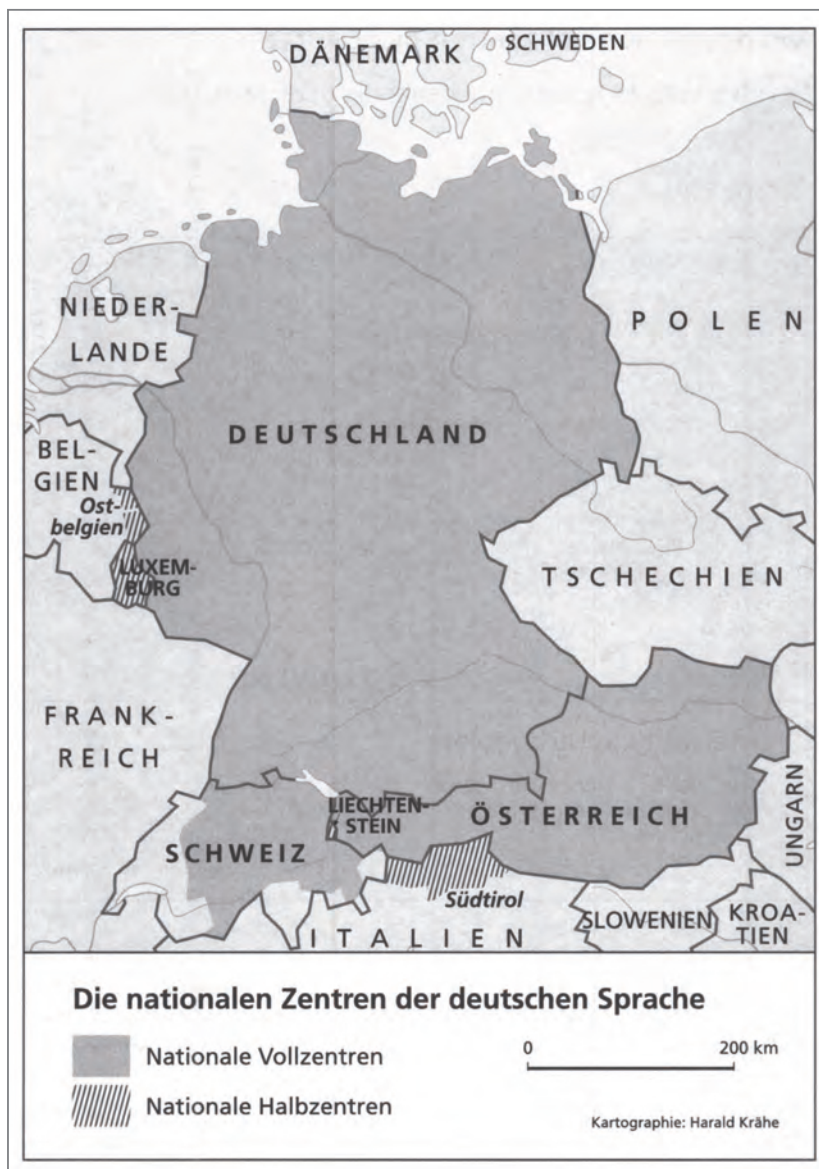 DÄNEMARK
SCHWEDEN
NIEDER-
LANDE
POLEN
DEUTSCHLAND
BEL-
GIEN
Ost-
belgien
LUXEM-
BURG
TSCHECHIEN
FRANK-
REICH
LIECHTEN-
STEIN
ÖSTERREICH
UNGARN
SCHWEIZ
Südtirol
SLOWENIEN
KROA-
TIEN
ITALIEN
Die nationalen Zentren der deutschen Sprache
Nationale Vollzentren
0 200 km
Nationale Halbzentren
Kartographie: Harald Krähe